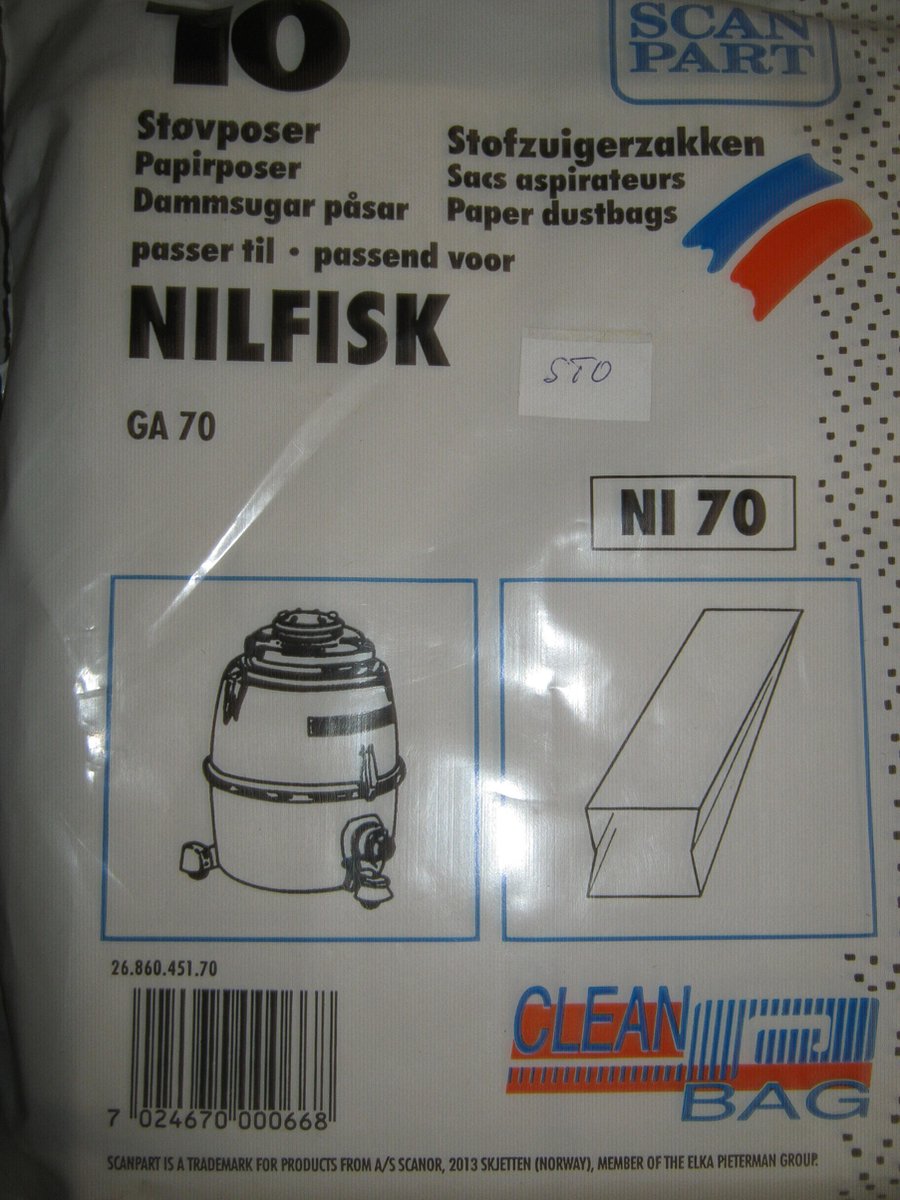 10
SCAN
PART
Støvposer
Papirposer
Dammsugar påsar
Stofzuigerzakken
Sacs aspirateurs
Paper dustbags
passer til • passend voor
NILFISK
STO
GA 70
NI 70
26.860.451.70
7 024670 000668
CLEAN
BAG
SCANPART IS A TRADEMARK FOR PRODUCTS FROM A/S SCANOR, 2013 SKJETTEN (NORWAY), MEMBER OF THE ELKA PIETERMAN GROUP.